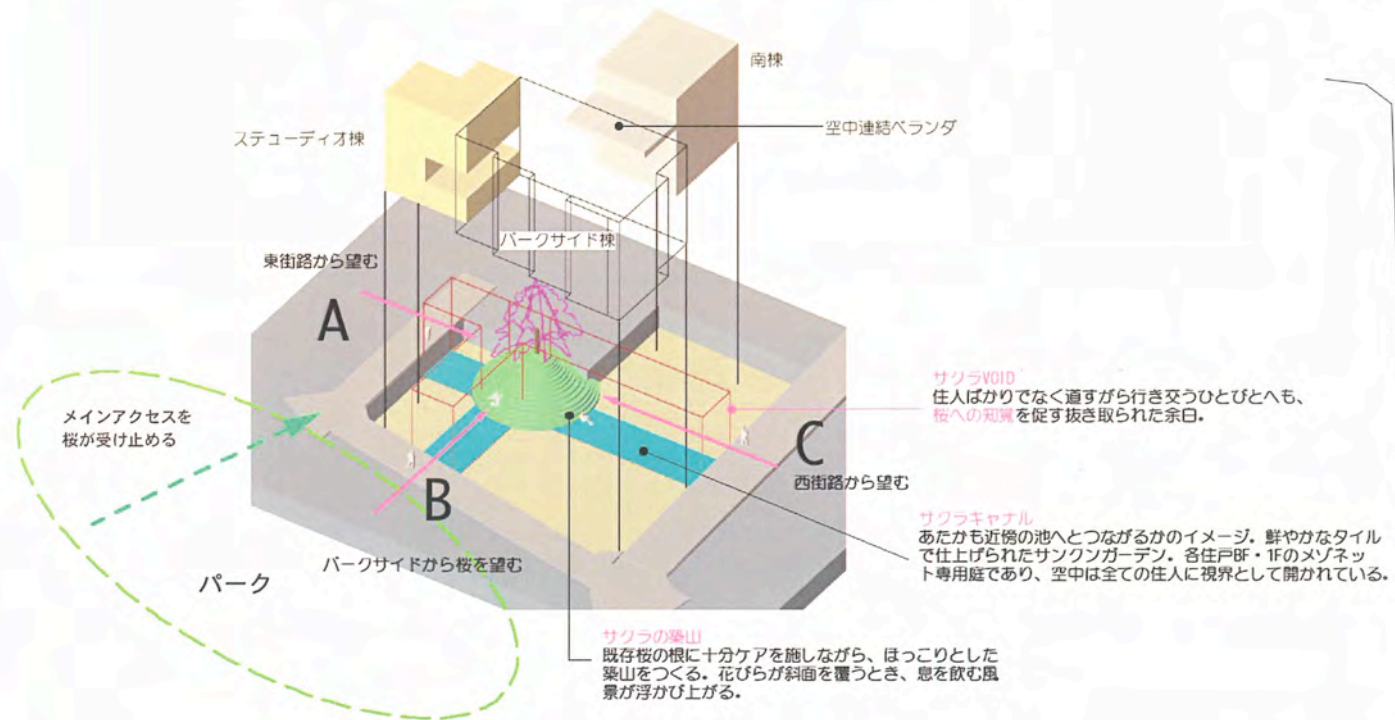 南棟
空中連結ベランダ
ステューディオ棟
パークサイド棟
東街路から望む
A
メインアクセスを
桜が受け止める
サクラVOID
住人ばかりでなく道すがら行き交うひとびとへも、
桜への知覚を促す抜き取られた余白。
C
西街路から望む
B
パークサイドから桜を望む
パーク
サクラキャナル
あたかも近傍の池へとつながるかのイメージ。鮮やかなタイル
で仕上げられたサンクンガーデン。各住戸BF・1Fのメゾネッ
ト専用庭であり、空中は全ての住人に視界として開かれている。
サクラの築山
既存桜の根に十分ケアを施しながら、ほっこりとした
築山をつくる。花びらが斜面を覆うとき、息を飲む風
景が浮かび上がる。